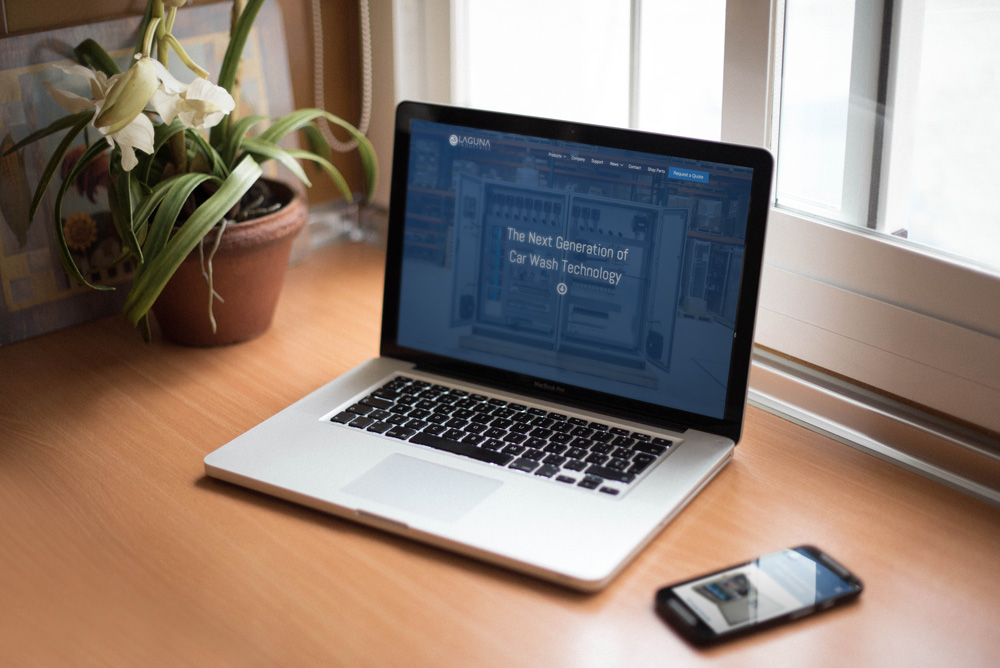 LAGUNA
Products Company Support News Contact Shop Parts Request a Quote
The Next Generation of
Car Wash Technology
MacBook Pro